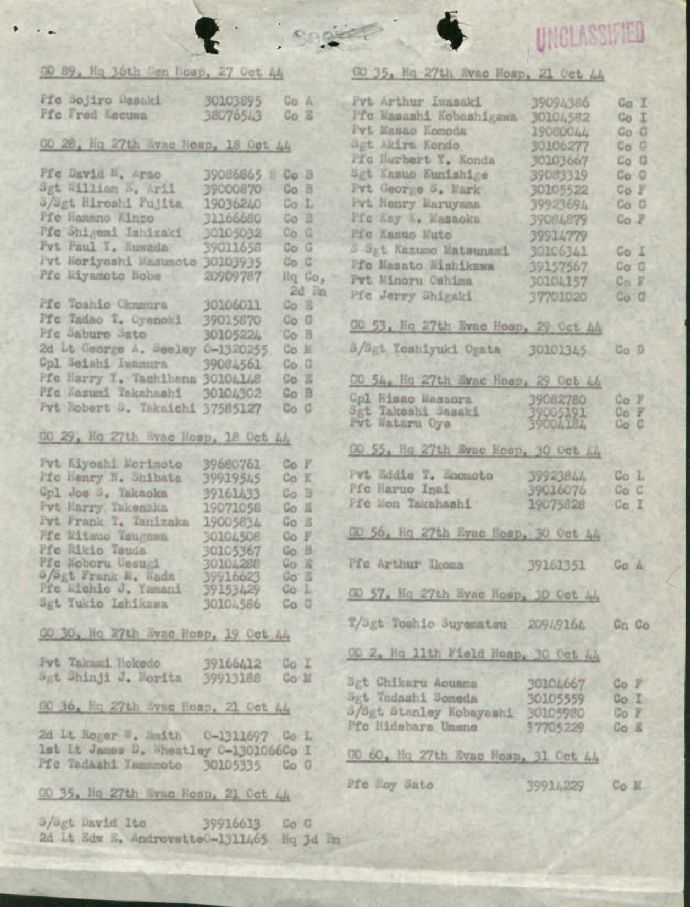 Secret
UNCLASSIFIED
GO 89, Hq 36th Gen Hosp, 27 Oct 44
Pfc Sojiro Dasaki 30103895 Co A
Pfc Fred 38076543 Co E
GO 28, Hq 27th Evac Hosp, 18 Oct 44
Pfc David M. Arao 39086865 Co B
Sgt William E. Arii 39000870 Co B
S/Sgt Hiroshi Fujita 19036240 Co L
Pfc Hamano Kinzo 31166680 Co
Pfc Shigemi Ishizaki 30105032 Co G
Pvt Paul Y. Kuwada 39011658 Co G
Pvt Noriyoshi Masumoto 30103935 Co C
Pfc Miyamoto Nobe 20909787 Hq Co,
2d Bn
Pfc Toshio Okamura 30106011 Co E
Pfc Tadao T. Oyenoki 39015870 Co G
Pfc Saburo Sato 30105224 Co B
2d Lt George A. Seeley O-1320255 Co M
Cpl Seishi Iwamura 39084561 Co G
Pfc Harry Y. Tachibana 30104148 Co E
Pfc Kazumi Takahashi 30104302 Co B
Pvt Robert S. Takaichi 37585127 Co C
GO 29, Hq 27th Evac Hosp, 18 Oct 44
Pvt Kiyoshi Morimoto 39680761 Co F
Pfc Henry N. Shibata 39919545 Co K
Cpl Joe S. Takaoka 39161433 Co B
Pvt Harry Takenaka 19071058 Co M
Pvt Frank T. Tanizaka 19005834 Co E
Pfc Mitsuo Tsugawa 30104508 Co F
Pfc Rikio Tsuda 30105367 Co B
Pfc Noboru Uesugi 30104288 Co
S/Sgt Frank M. Wada 39916623 Co E
Pfc Michio J. Yamani 39153429 Co L
Sgt Yukio Ishikawa 30104586 Co G
GO 30, Hq 27th Evac Hosp, 19 Oct 44
Pvt Takami Hokedo 39166412 Co I
Sgt Shinji J. Morita 39913188 Co M
GO 36, Hq 27th Evac Hosp, 21 Oct 44
2d Lt Roger W. Smith O-1311697 Co L
1st Lt James D. Wheatley O-1301066Co I
Pfc Tadashi Yamamoto 30105335 Co G
GO 35, Hq 27th Evac Hosp, 21 Oct 44
S/Sgt David Ito 39916613 Co G
2d Lt Edw E. AndrovettoO-1311465 Hq 3d Bn
GO 35, Hq 27th Evac Hosp, 21 Oct 44
Pvt Arthur Iwasaki 39094386 Co I
Pfc Masashi Kobashigawa 30104582 Co I
Pvt Masao Komoda 19080044 Co G
Sgt Akira Kondo 30106277 Co G
Pfc Herbert Y. Konda 30103667 Co G
Sgt Kazuo Kunishige 39083319 Co G
Pvt George S. Mark 30105522 Co F
Pvt Henry Maruyama 39923694 Co G
Pfc Kay K. Masaoka 39084879 Co F
Pfc Kazuo Muto 39914779
S Sgt Kazumo Matsunami 30106341 Co I
Pfc Masato Nishikawa 39157567 Co G
Pvt Minoru Oshima 30104157 Co F
Pfc Jerry Shigaki 37701020 Co G
GO 53, Hq 27th Evac Hosp, 29 Oct 44
S/Sgt Yoshiyuki Ogata 30101345 Co D
GO 54, Hq 27th Evac Hosp, 29 Oct 44
Cpl Hisao Masaora 39082780 Co F
Sgt Takeshi Sasaki 39005191 Co F
Pvt Wataru Oye 39004184 Co C
GO 55, Hq 27th Evac Hosp, 30 Oct 44
Pvt Eddie T. Enomoto 39923844 Co L
Pfc Haruo Imai 39016076 Co C
Pfc Mon Takahashi 19075828 Co I
GO 56, Hq 27th Evac Hosp, 30 Oct 44
Pfc Arthur Ikoma 39161351 Co A
GO 57, Hq 27th Evac Hosp, 30 Oct 44
T/Sgt Toshio Suyematsu 20949164 Cn Co
GO 2, Hq 11th Field Hosp, 30 Oct 44
Sgt Chikaru Aouama 30104667 Co F
Sgt Tadashi Someda 30105559 Co I
S/Sgt Stanley Kobayashi 30105980 Co F
Pfc Hidebara Umene 37705229 Co E
GO 60, Hq 27th Evac Hosp, 31 Oct 44
Pfc Roy Sato 39914229 Co M